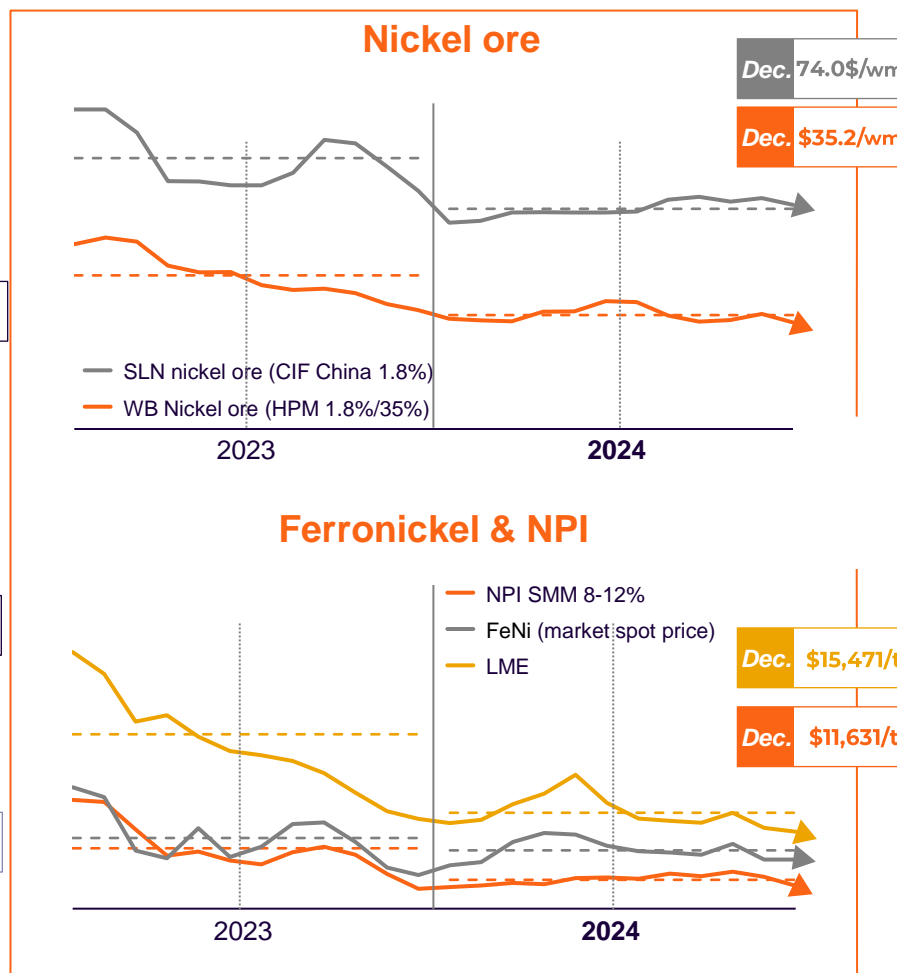 Nickel ore
Dec. 74.0$/wm
Dec. $35.2/wm
SLN nickel ore (CIF China 1.8%)
WB Nickel ore (HPM 1.8%/35%)
2023 2024
Ferronickel & NPI
NPI SMM 8-12%
FeNi (market spot price)
LME
Dec. $15,471/t
Dec. $11,631/t
2023 2024